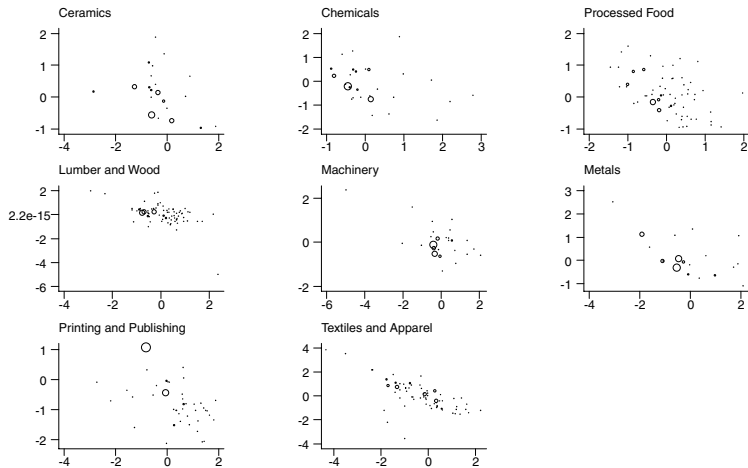 Ceramics
2
1
0
-1
-4 -2 0 2
Chemicals
2
1
0
-1
-2
-1 0 1 2 3
Processed Food
2
1
0
-1
-2 -1 0 1 2
Lumber and Wood
2
2.2e-15
-2
-4
-6
-4 -2 0 2
Machinery
2
0
-2
-6 -4 -2 0 2
Metals
3
2
1
0
-1
-4 -2 0 2
Printing and Publishing
1
0
-1
-2
-4 -2 0 2
Textiles and Apparel
4
2
0
-2
-4
-4 -2 0 2